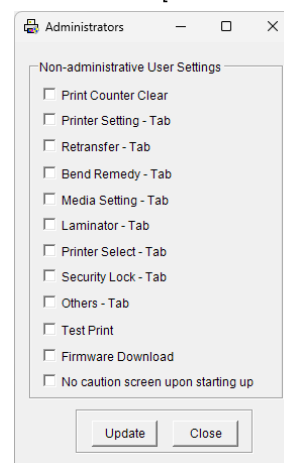 Administrators
Non-administrative User Settings
Print Counter Clear
Printer Setting - Tab
Retransfer - Tab
Bend Remedy - Tab
Media Setting - Tab
Laminator - Tab
Printer Select - Tab
Security Lock - Tab
Others - Tab
Test Print
Firmware Download
No caution screen upon starting up
Update Close